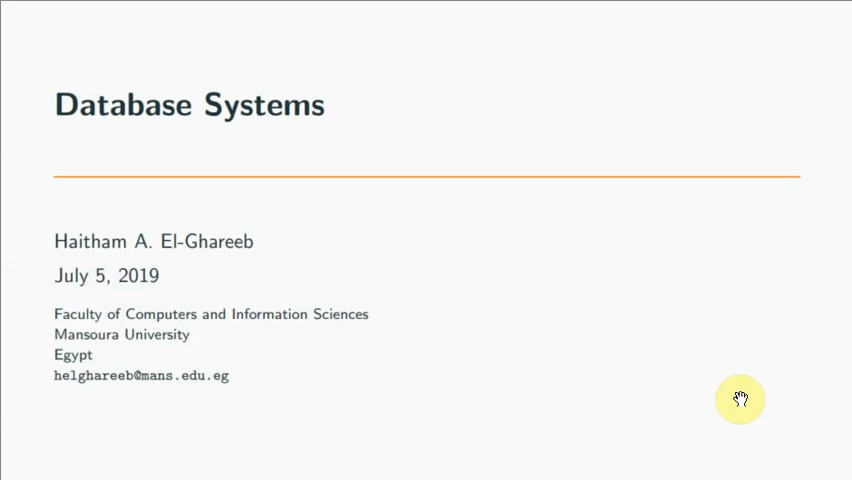 Database Systems
Haitham A. El-Ghareeb
July 5, 2019
Faculty of Computers and Information Sciences
Mansoura University
Egypt
helghareeb@mans.edu.eg